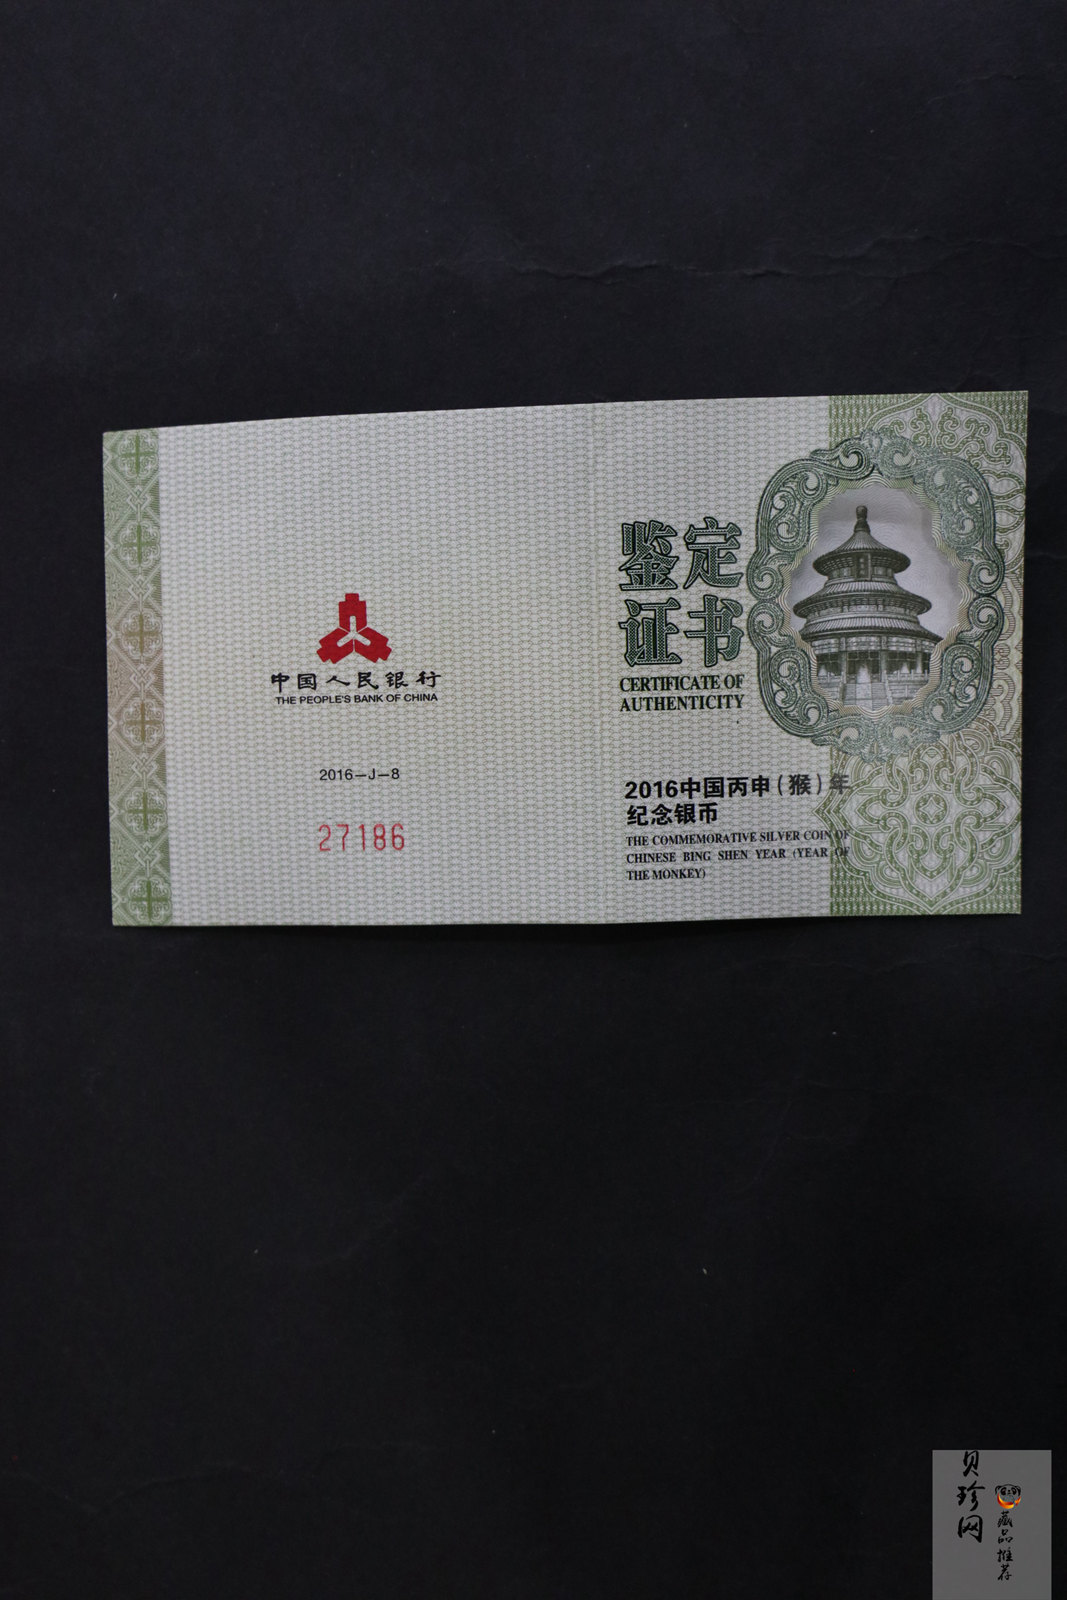 中国人民银行
THE PEOPLE'S BANK OF CHINA
2016—J—8
27186
鉴定
证书
CERTIFICATE OF
AUTHENTICITY
2016中国丙申（猴）年
纪念银币
THE COMMEMORATIVE SILVER COIN OF
CHINESE BING SHEN YEAR (YEAR OF
THE MONKEY)
贝珍网
藏品推荐